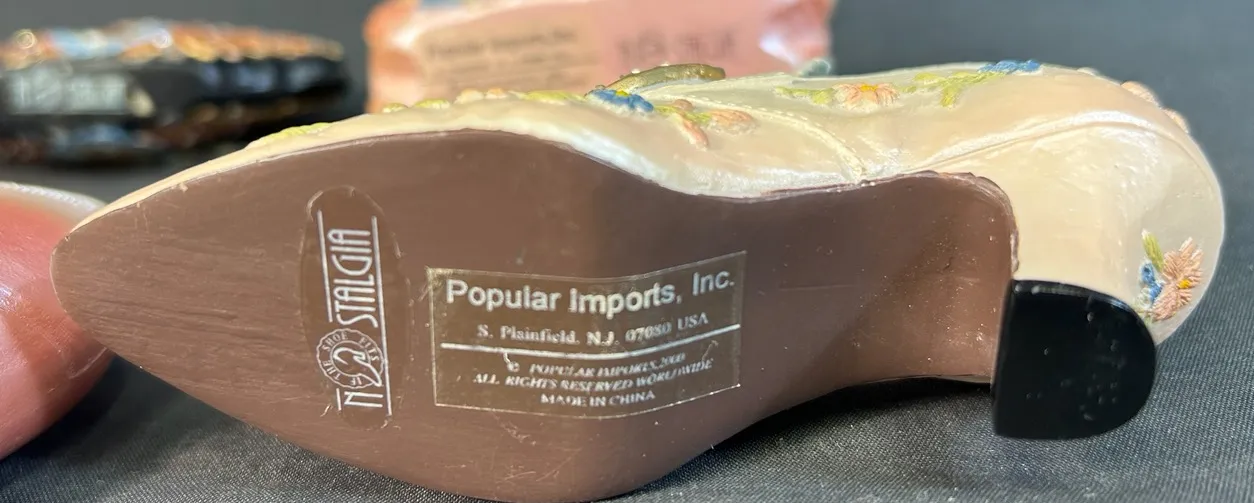 NOSTALGIA
IF THE SHOE FITS
Popular Imports, Inc.
S. Plainfield. N.J. 07080 USA
© POPULAR IMPORTS.2000
ALL RIGHTS RESERVED WORLDWIDE
MADE IN CHINA